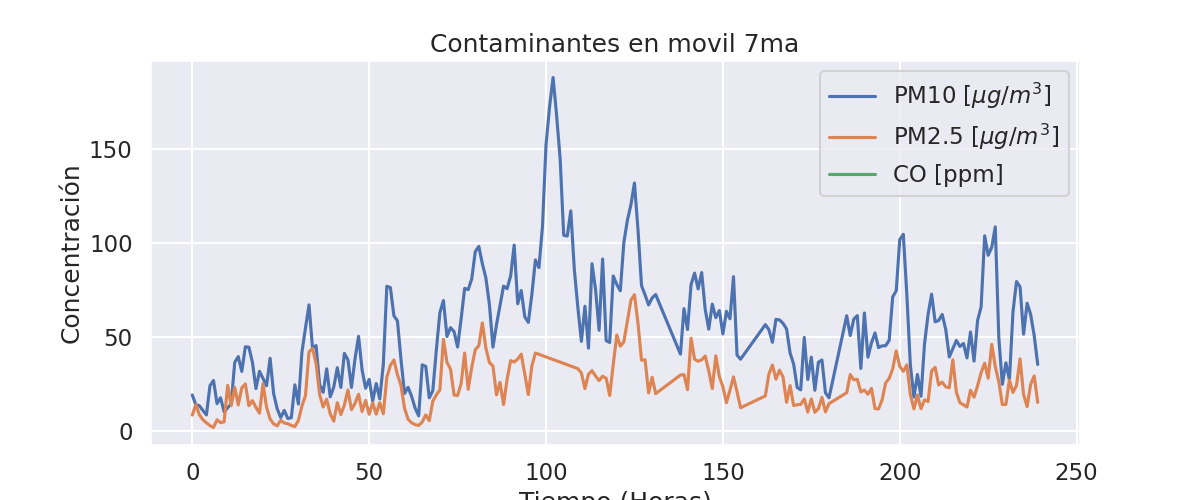 Contaminantes en movil 7ma
PM10 [μg/m³]
PM2.5 [μg/m³]
CO [ppm]
Concentración
150
100
50
0
0 50 100 150 200 250
Tiempo (Horas)